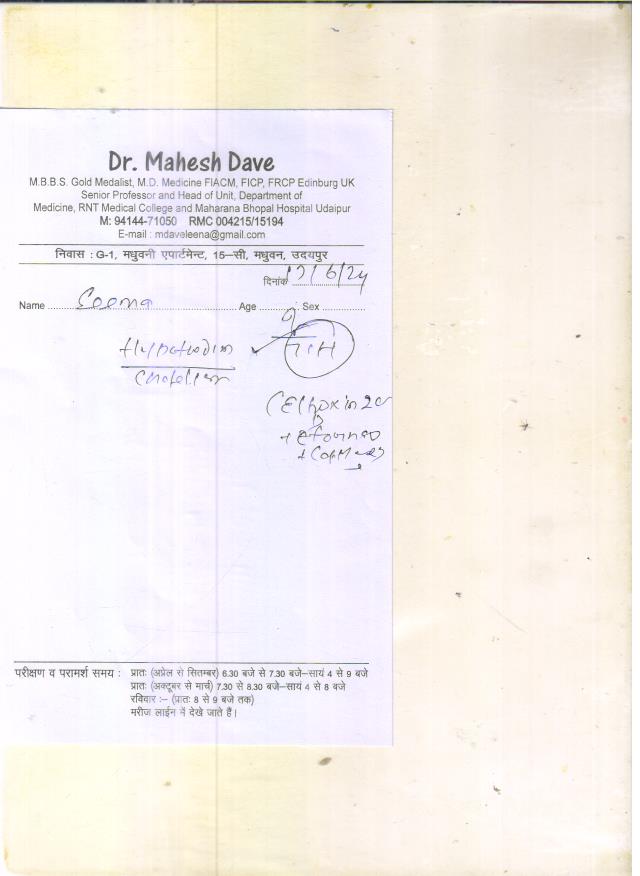 Dr. Mahesh Dave
M.B.B.S. Gold Medalist, M.D. Medicine FIACM, FICP, FRCP Edinburg UK
Senior Professor and Head of Unit, Department of
Medicine, RNT Medical College and Maharana Bhopal Hospital Udaipur
M: 94144-71050 RMC 004215/15194
E-mail : mdaveleena@gmail.com
निवास : G-1, मधुवनी एपार्टमेन्ट, 15–सी, मधुवन, उदयपुर
दिनांक 17/6/24
Name Age Sex
परीक्षण व परामर्श समय : प्रातः (अप्रेल से सितम्बर) 6.30 बजे से 7.30 बजे–सायं 4 से 9 बजे
प्रातः (अक्टूबर से मार्च) 7.30 से 8.30 बजे–सायं 4 से 8 बजे
रविवार :– (प्रातः 8 से 9 बजे तक)
मरीज लाईन में देखे जाते हैं।